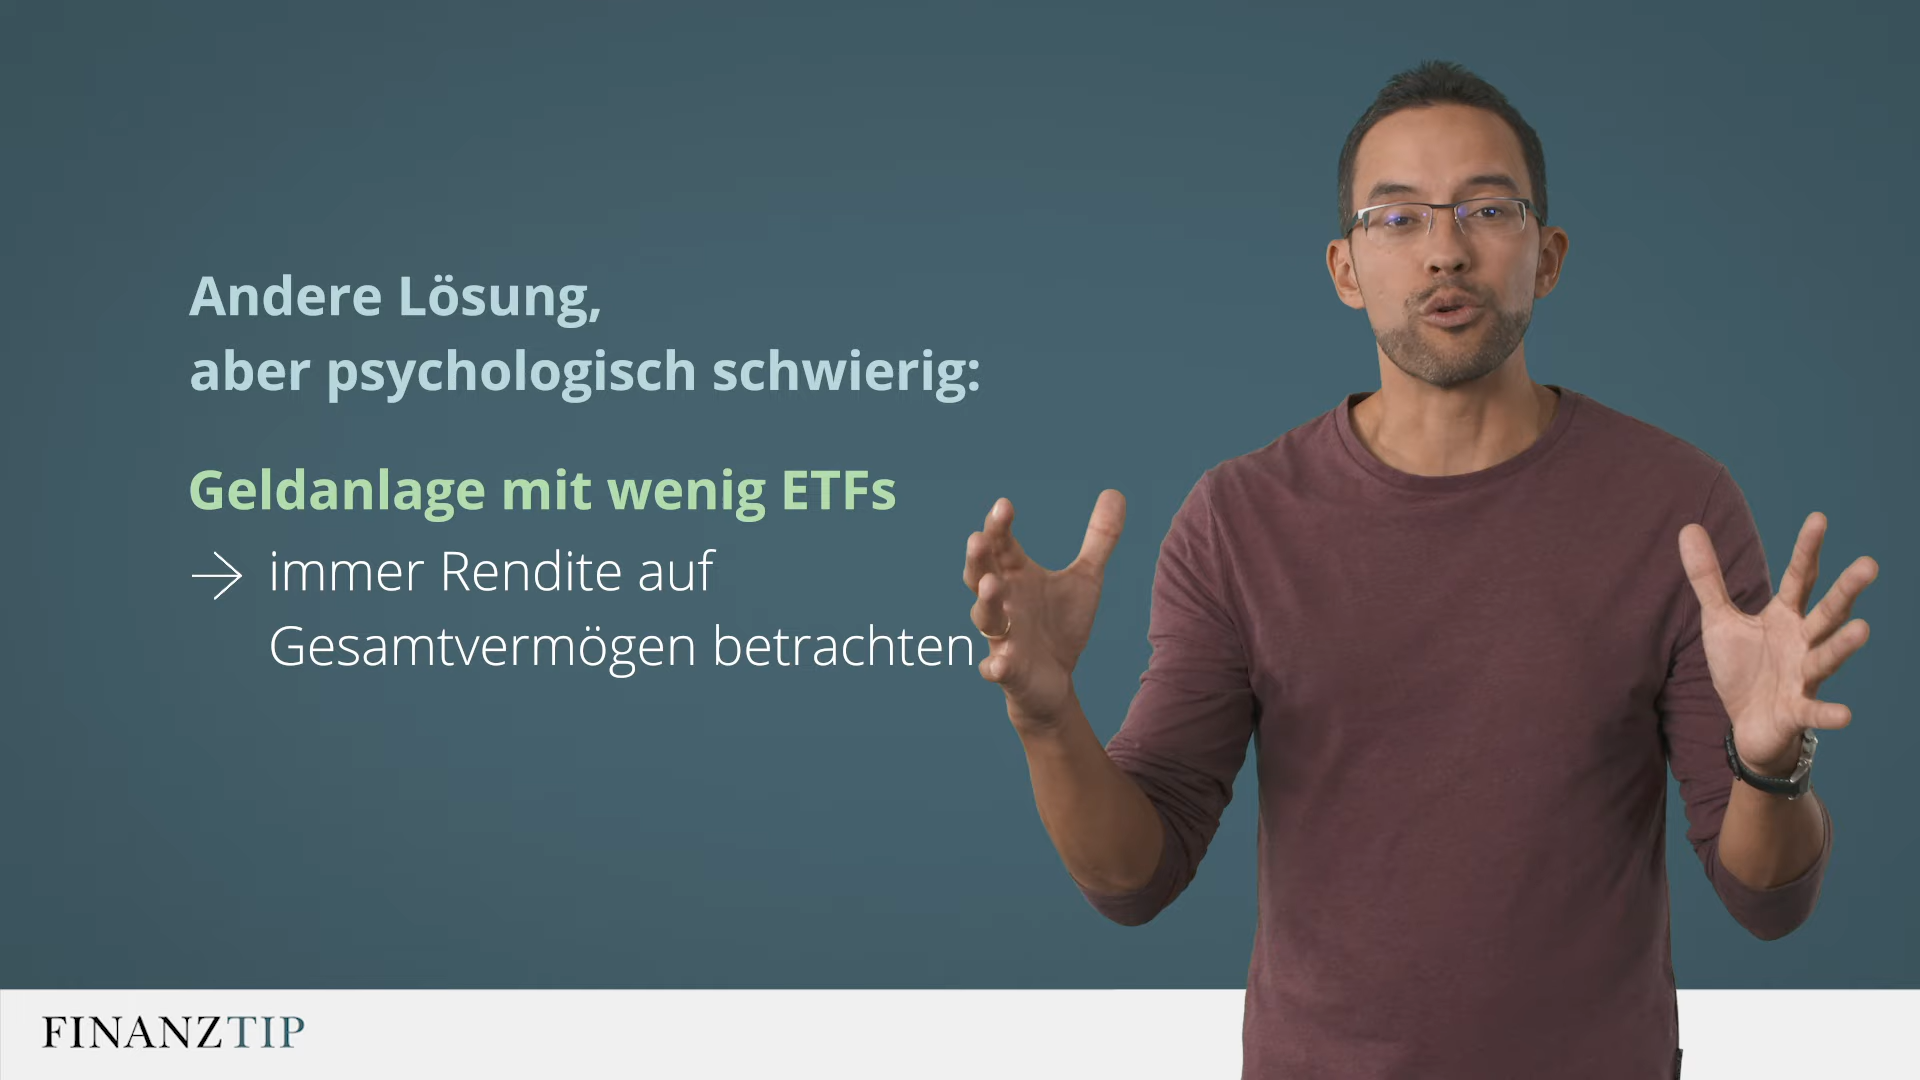 Andere Lösung,
aber psychologisch schwierig:
Geldanlage mit wenig ETFs
→ immer Rendite auf
Gesamtvermögen betrachten
FINANZTIP